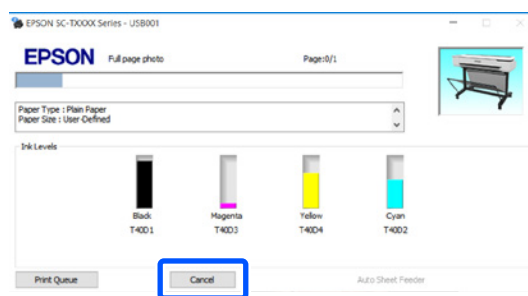 EPSON SC-TXXXX Series - USB001
EPSON Full page photo Page:0/1
Paper Type : Plain Paper
Paper Size : User-Defined
Ink Levels
Black Magenta Yellow Cyan
T40D1 T40D3 T40D4 T40D2
Print Queue Cancel Auto Sheet Feeder